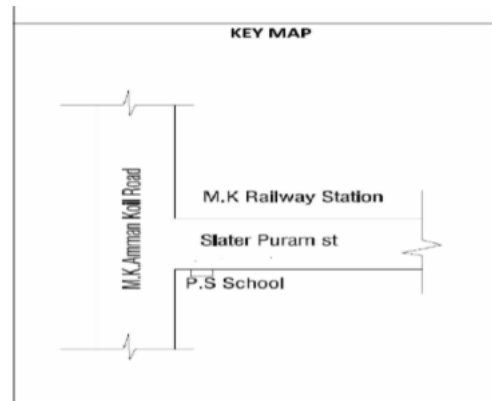 KEY MAP
M.K.Amman Koil Road
M.K Railway Station
Slater Puram st
P.S School